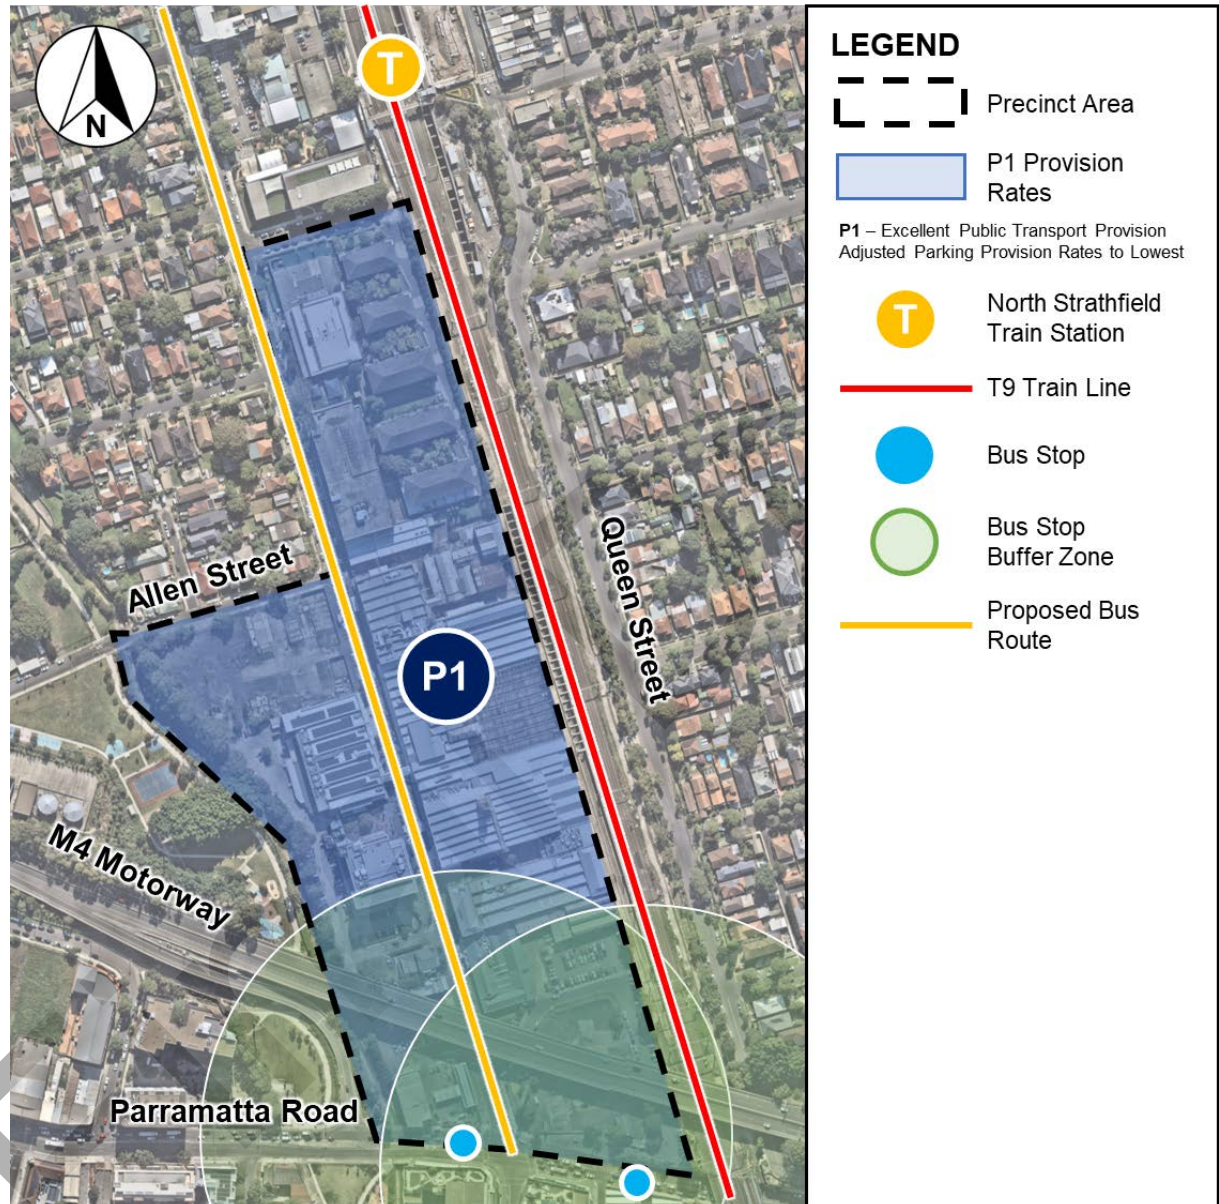 T
N
Allen Street
Queen Street
P1
M4 Motorway
Parramatta Road
LEGEND
Precinct Area
P1 Provision
Rates
P1 – Excellent Public Transport Provision
Adjusted Parking Provision Rates to Lowest
T
North Strathfield
Train Station
T9 Train Line
Bus Stop
Bus Stop
Buffer Zone
Proposed Bus
Route